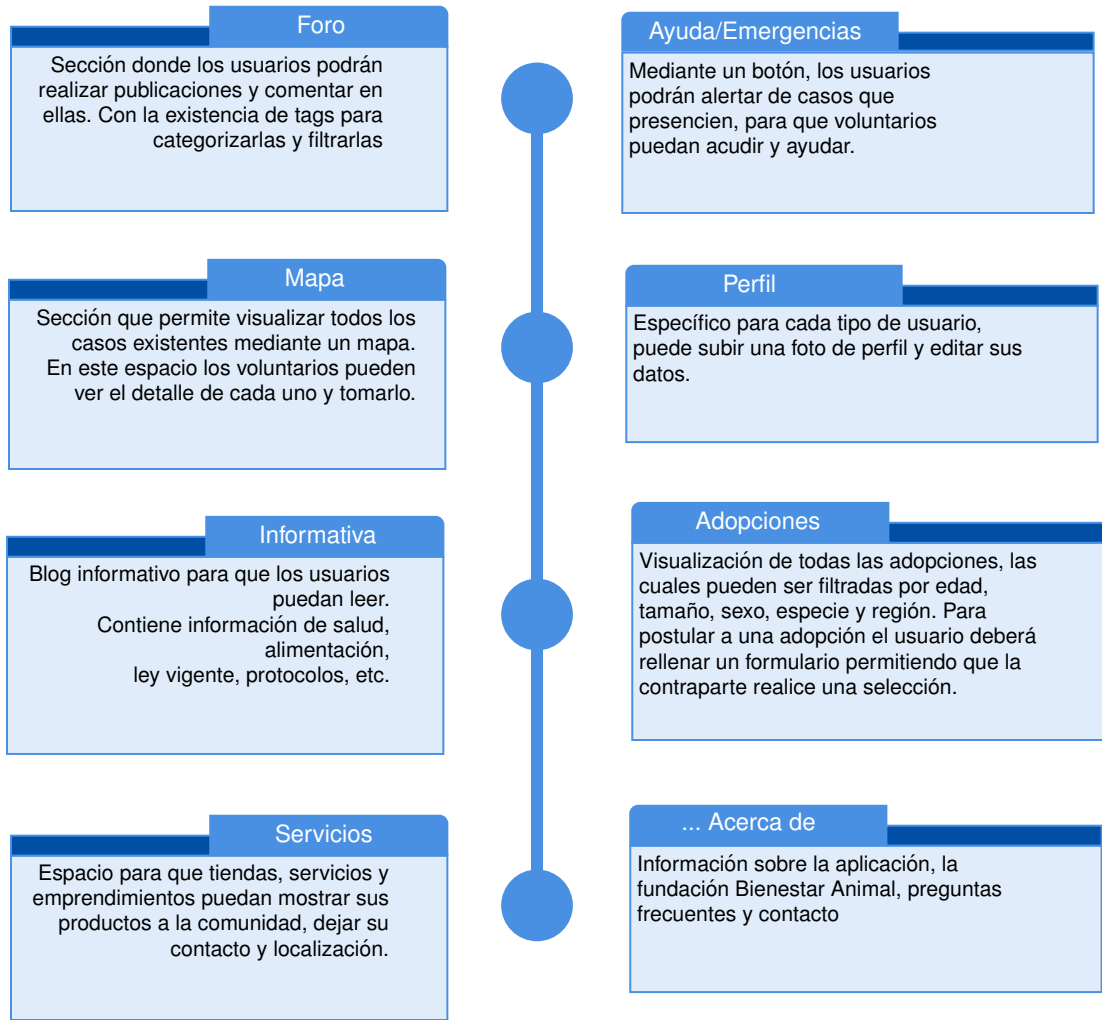 Foro
Sección donde los usuarios podrán
realizar publicaciones y comentar en
ellas. Con la existencia de tags para
categorizarlas y filtrarlas
Ayuda/Emergencias
Mediante un botón, los usuarios
podrán alertar de casos que
presencien, para que voluntarios
puedan acudir y ayudar.
Mapa
Sección que permite visualizar todos los
casos existentes mediante un mapa.
En este espacio los voluntarios pueden
ver el detalle de cada uno y tomarlo.
Perfil
Específico para cada tipo de usuario,
puede subir una foto de perfil y editar sus
datos.
Informativa
Blog informativo para que los usuarios
puedan leer.
Contiene información de salud,
alimentación,
ley vigente, protocolos, etc.
Adopciones
Visualización de todas las adopciones, las
cuales pueden ser filtradas por edad,
tamaño, sexo, especie y región. Para
postular a una adopción el usuario deberá
rellenar un formulario permitiendo que la
contraparte realice una selección.
Servicios
Espacio para que tiendas, servicios y
emprendimientos puedan mostrar sus
productos a la comunidad, dejar su
contacto y localización.
... Acerca de
Información sobre la aplicación, la
fundación Bienestar Animal, preguntas
frecuentes y contacto